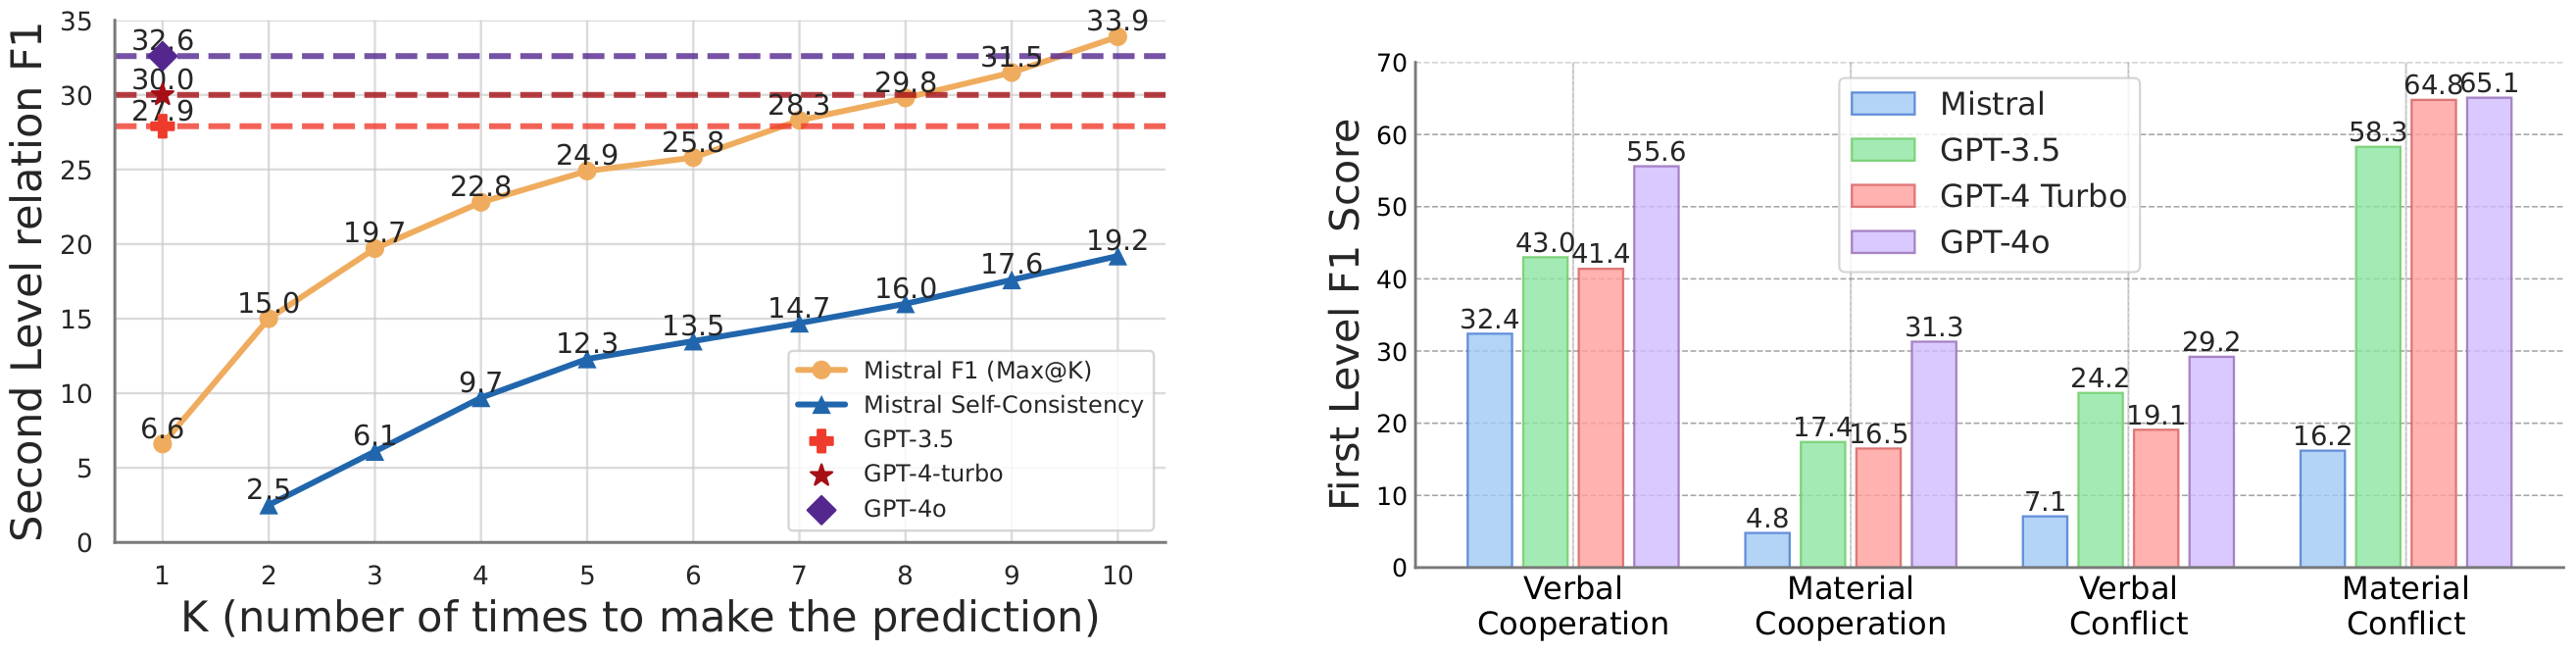 Second Level relation F1
35
30
25
20
15
10
5
0
32.6
30.0
27.9
6.6
15.0
19.7
22.8
24.9
25.8
28.3
29.8
31.5
33.9
2.5
6.1
9.7
12.3
13.5
14.7
16.0
17.6
19.2
Mistral F1 (Max@K)
Mistral Self-Consistency
GPT-3.5
GPT-4-turbo
GPT-4o
1 2 3 4 5 6 7 8 9 10
K (number of times to make the prediction)
First Level F1 Score
70
60
50
40
30
20
10
0
Mistral
GPT-3.5
GPT-4 Turbo
GPT-4o
32.4 43.0 41.4 55.6
4.8 17.4 16.5 31.3
7.1 24.2 19.1 29.2
16.2 58.3 64.8 65.1
Verbal
Cooperation
Material
Cooperation
Verbal
Conflict
Material
Conflict